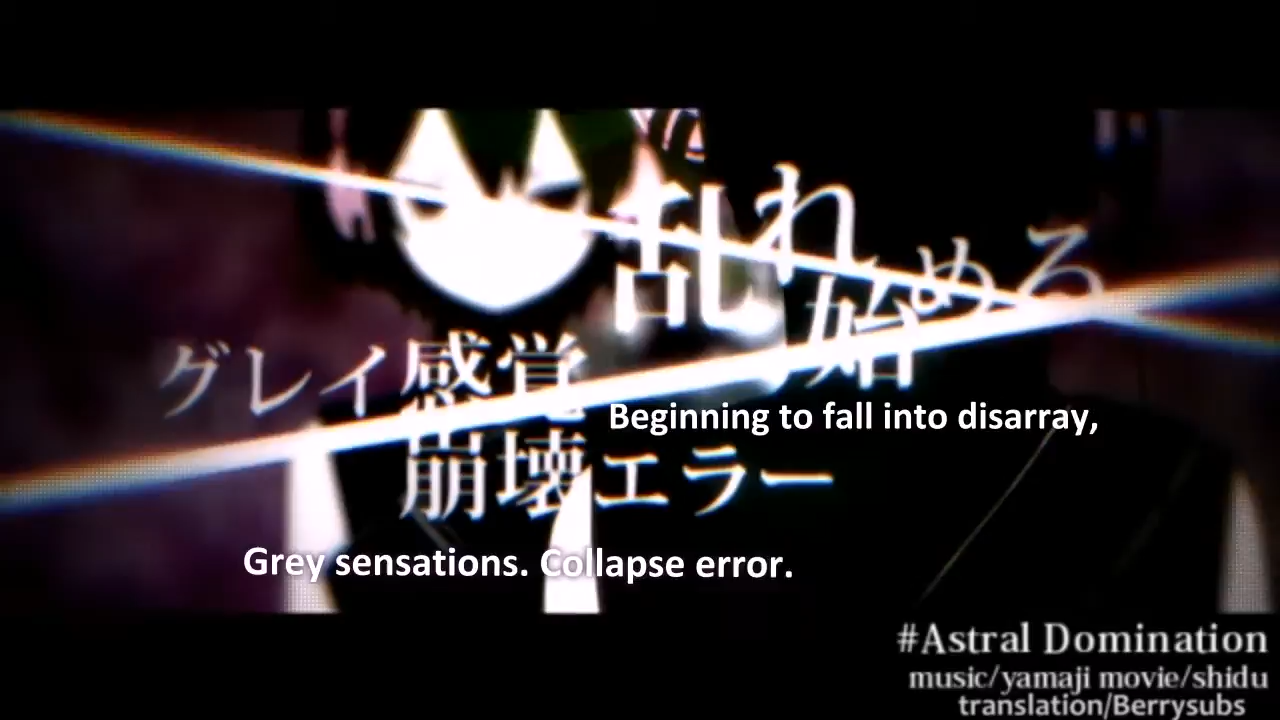 乱れ始めろ
グレイ感覚
Beginning to fall into disarray,
崩壊エラー
Grey sensations. Collapse error.
#Astral Domination
music/yamaji movie/shidu
translation/Berrysubs